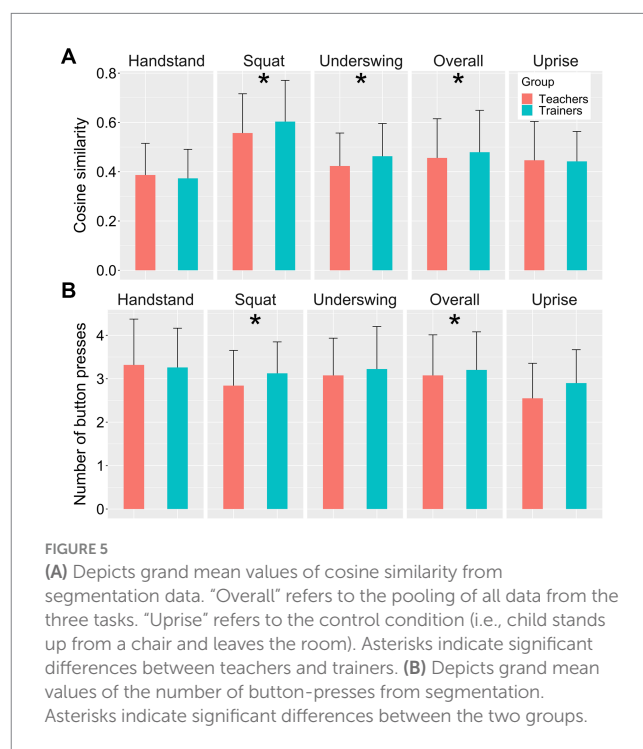 A
Handstand Squat Underswing Overall Uprise
* * *
Group
Teachers
Trainers
Cosine similarity
0.8
0.6
0.4
0.2
0.0
B
Handstand Squat Underswing Overall Uprise
* *
Number of button presses
4
3
2
1
0
FIGURE 5
(A) Depicts grand mean values of cosine similarity from
segmentation data. “Overall” refers to the pooling of all data from the
three tasks. “Uprise” refers to the control condition (i.e., child stands
up from a chair and leaves the room). Asterisks indicate significant
differences between teachers and trainers. (B) Depicts grand mean
values of the number of button-presses from segmentation.
Asterisks indicate significant differences between the two groups.